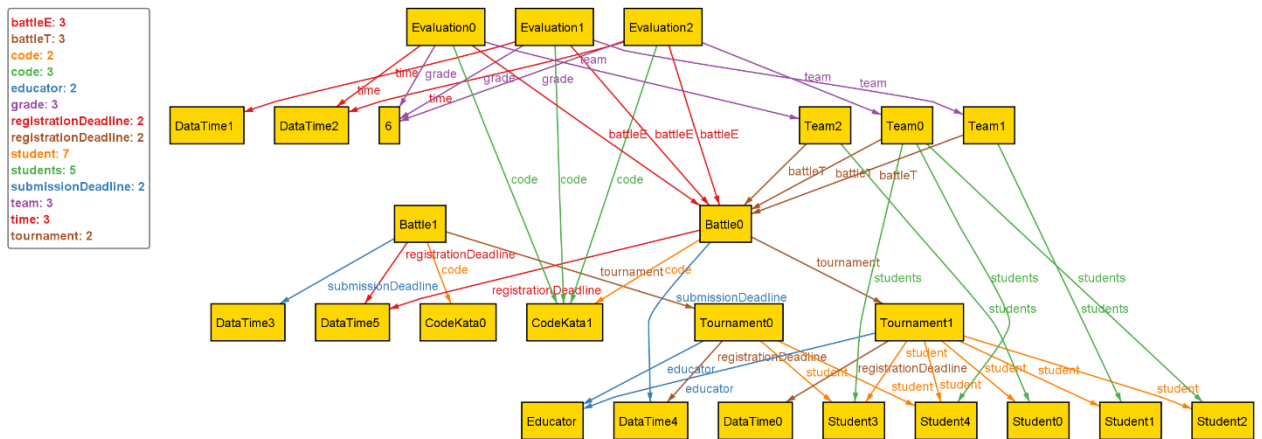 battleE: 3
battleT: 3
code: 2
code: 3
educator: 2
grade: 3
registrationDeadline: 2
registrationDeadline: 2
student: 7
students: 5
submissionDeadline: 2
team: 3
time: 3
tournament: 2
Evaluation0 Evaluation1 Evaluation2
team
time grade grade grade team
time time team
DataTime1 DataTime2 6 Team2 Team0 Team1
battleE battleE battleE
battleT battleT battleT
code code code
Battle1 Battle0
registrationDeadline tournament
code tournament code
submissionDeadline registrationDeadline submissionDeadline students students students
students students
DataTime3 DataTime5 CodeKata0 CodeKata1 Tournament0 Tournament1
registrationDeadline student
educator student registrationDeadline student student
educator student student student
Educator DataTime4 DataTime0 Student3 Student4 Student0 Student1 Student2